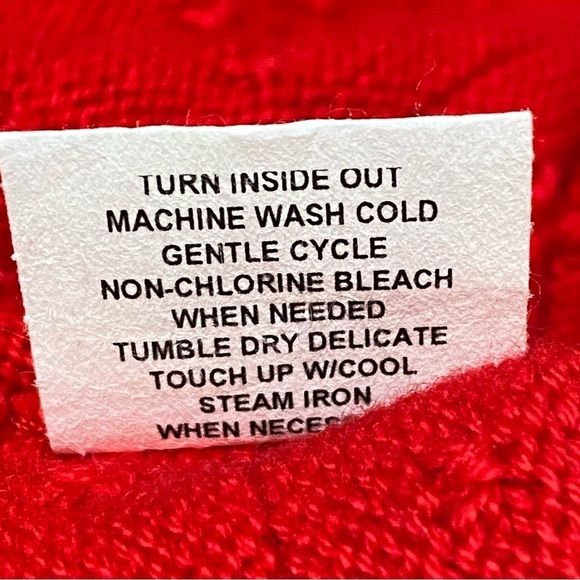 TURN INSIDE OUT
MACHINE WASH COLD
GENTLE CYCLE
NON-CHLORINE BLEACH
WHEN NEEDED
TUMBLE DRY DELICATE
TOUCH UP W/COOL
STEAM IRON
WHEN